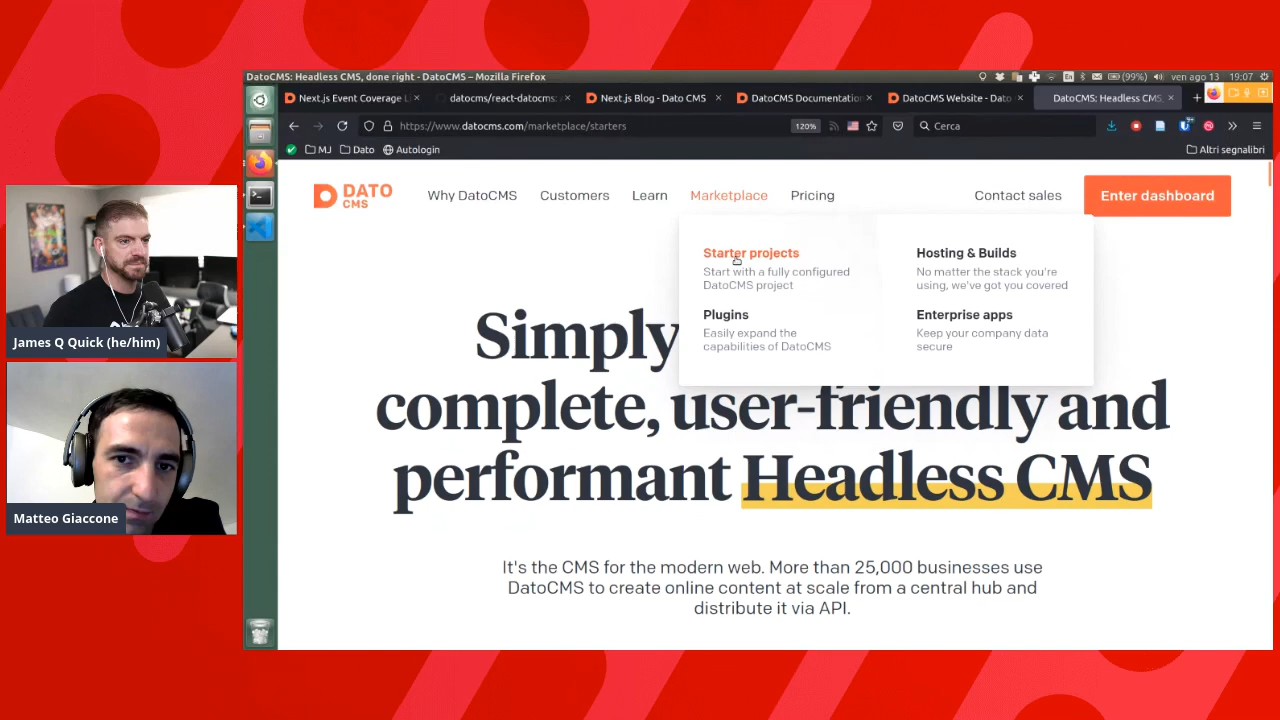 DatoCMS: Headless CMS, done right - DatoCMS – Mozilla Firefox
En (99%) ven ago 13 19:07
Next.js Event Coverage L
datocms/react-datocms:
Next.js Blog - Dato CMS
DatoCMS Documentation
DatoCMS Website - Dato
DatoCMS: Headless CMS,
https://www.datocms.com/marketplace/starters
120%
Cerca
MJ Dato Autologin Altri segnalibri
DATO
CMS
Why DatoCMS Customers Learn Marketplace Pricing Contact sales Enter dashboard
Starter projects
Start with a fully configured
DatoCMS project
Plugins
Easily expand the
capabilities of DatoCMS
Hosting & Builds
No matter the stack you're
using, we've got you covered
Enterprise apps
Keep your company data
secure
Simply
complete, user-friendly and
performant Headless CMS
It's the CMS for the modern web. More than 25,000 businesses use
DatoCMS to create online content at scale from a central hub and
distribute it via API.
James Q Quick (he/him)
Matteo Giaccone